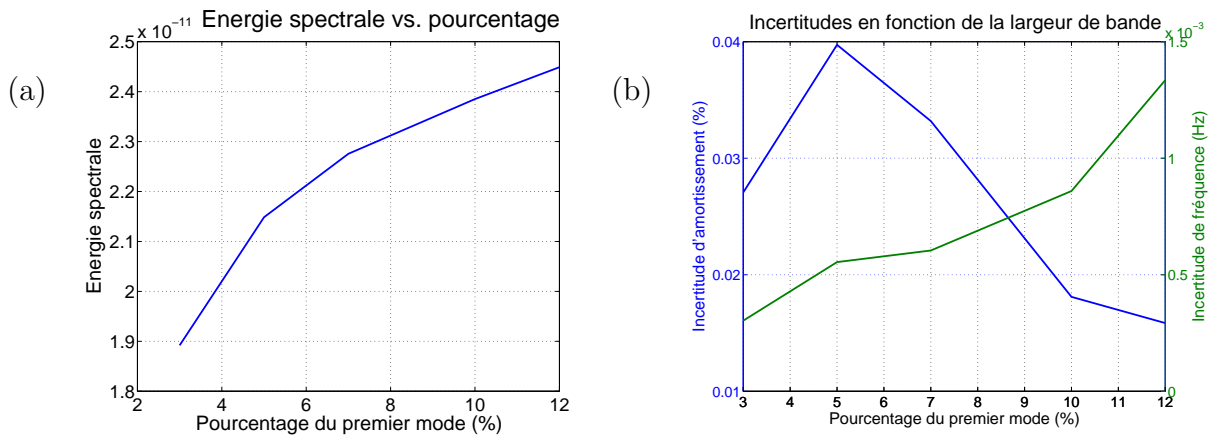 (a)
x 10⁻¹¹ Energie spectrale vs. pourcentage
2.5
2.4
2.3
2.2
2.1
2
1.9
1.8
Energie spectrale
2 4 6 8 10 12
Pourcentage du premier mode (%)
(b)
Incertitudes en fonction de la largeur de bande
x 10⁻³
0.04
0.03
0.02
0.01
Incertitude d'amortissement (%)
1.5
1
0.5
0
Incertitude de fréquence (Hz)
3 4 5 6 7 8 9 10 11 12
Pourcentage du premier mode (%)